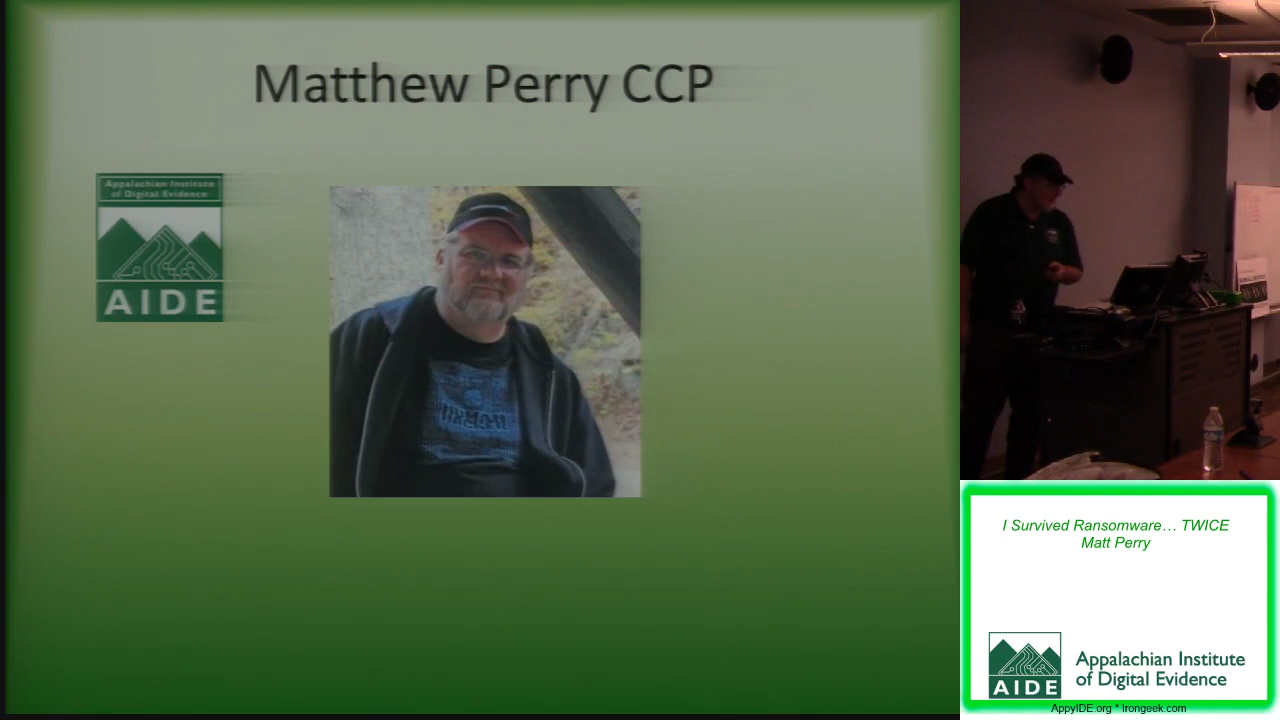 Matthew Perry CCP
Appalachian Institute
of Digital Evidence
AIDE
I Survived Ransomware… TWICE
Matt Perry
AIDE
Appalachian Institute
of Digital Evidence
AppyIDE.org * Irongeek.com